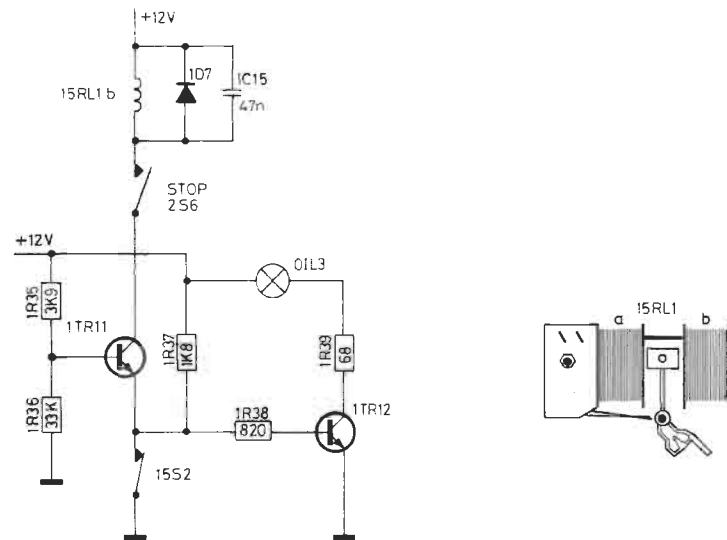 +12V
1D7
IC15
15RL1 b
47n
STOP
2S6
+12V
OIL3
15RL1
a
b
1R35
3K9
1TR11
1R37
1K8
1R39
68
1R36
33K
1R38
820
1TR12
15S2